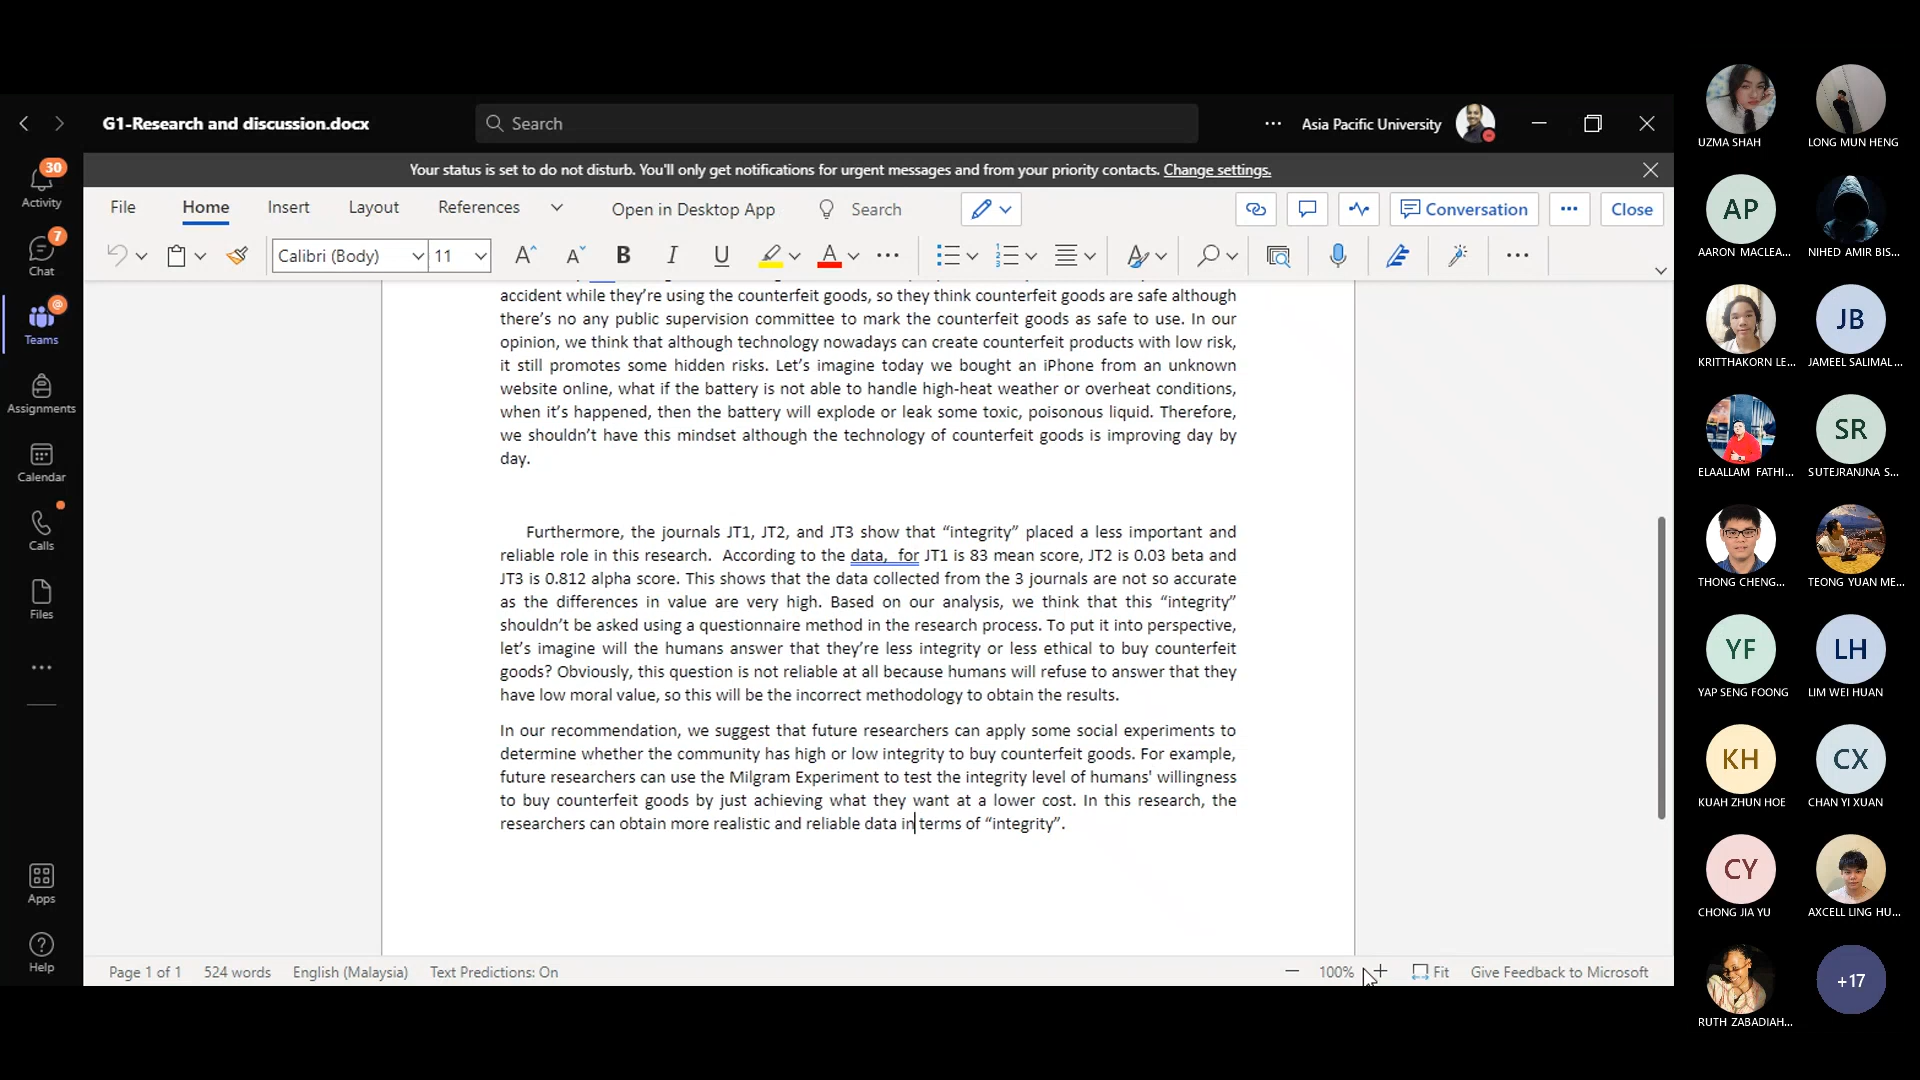 G1-Research and discussion.docx
Search
Asia Pacific University
Your status is set to do not disturb. You'll only get notifications for urgent messages and from your priority contacts. Change settings.
30
Activity
7
Chat
@
Teams
Assignments
Calendar
Calls
Files
Apps
Help
File
Home
Insert
Layout
References
Open in Desktop App
Search
Conversation
Close
Calibri (Body)
11
accident while they're using the counterfeit goods, so they think counterfeit goods are safe although
there's no any public supervision committee to mark the counterfeit goods as safe to use. In our
opinion, we think that although technology nowadays can create counterfeit products with low risk,
it still promotes some hidden risks. Let's imagine today we bought an iPhone from an unknown
website online, what if the battery is not able to handle high-heat weather or overheat conditions,
when it's happened, then the battery will explode or leak some toxic, poisonous liquid. Therefore,
we shouldn't have this mindset although the technology of counterfeit goods is improving day by
day.
Furthermore, the journals JT1, JT2, and JT3 show that “integrity” placed a less important and
reliable role in this research. According to the data, for JT1 is 83 mean score, JT2 is 0.03 beta and
JT3 is 0.812 alpha score. This shows that the data collected from the 3 journals are not so accurate
as the differences in value are very high. Based on our analysis, we think that this “integrity”
shouldn't be asked using a questionnaire method in the research process. To put it into perspective,
let's imagine will the humans answer that they're less integrity or less ethical to buy counterfeit
goods? Obviously, this question is not reliable at all because humans will refuse to answer that they
have low moral value, so this will be the incorrect methodology to obtain the results.
In our recommendation, we suggest that future researchers can apply some social experiments to
determine whether the community has high or low integrity to buy counterfeit goods. For example,
future researchers can use the Milgram Experiment to test the integrity level of humans' willingness
to buy counterfeit goods by just achieving what they want at a lower cost. In this research, the
researchers can obtain more realistic and reliable data in terms of “integrity”.
Page 1 of 1
524 words
English (Malaysia)
Text Predictions: On
100%
Fit
Give Feedback to Microsoft
UZMA SHAH
LONG MUN HENG
AP
AARON MACLEA...
NIHED AMIR BIS...
KRITTHAKORN LE...
JB
JAMEEL SALIMAL...
ELAALLAM FATHI...
SR
SUTEJRANJNA S...
THONG CHENG...
TEONG YUAN ME...
YF
YAP SENG FOONG
LH
LIM WEI HUAN
KH
KUAH ZHUN HOE
CX
CHAN YI XUAN
CY
CHONG JIA YU
AXCELL LING HU...
RUTH ZABADIAH...
+17